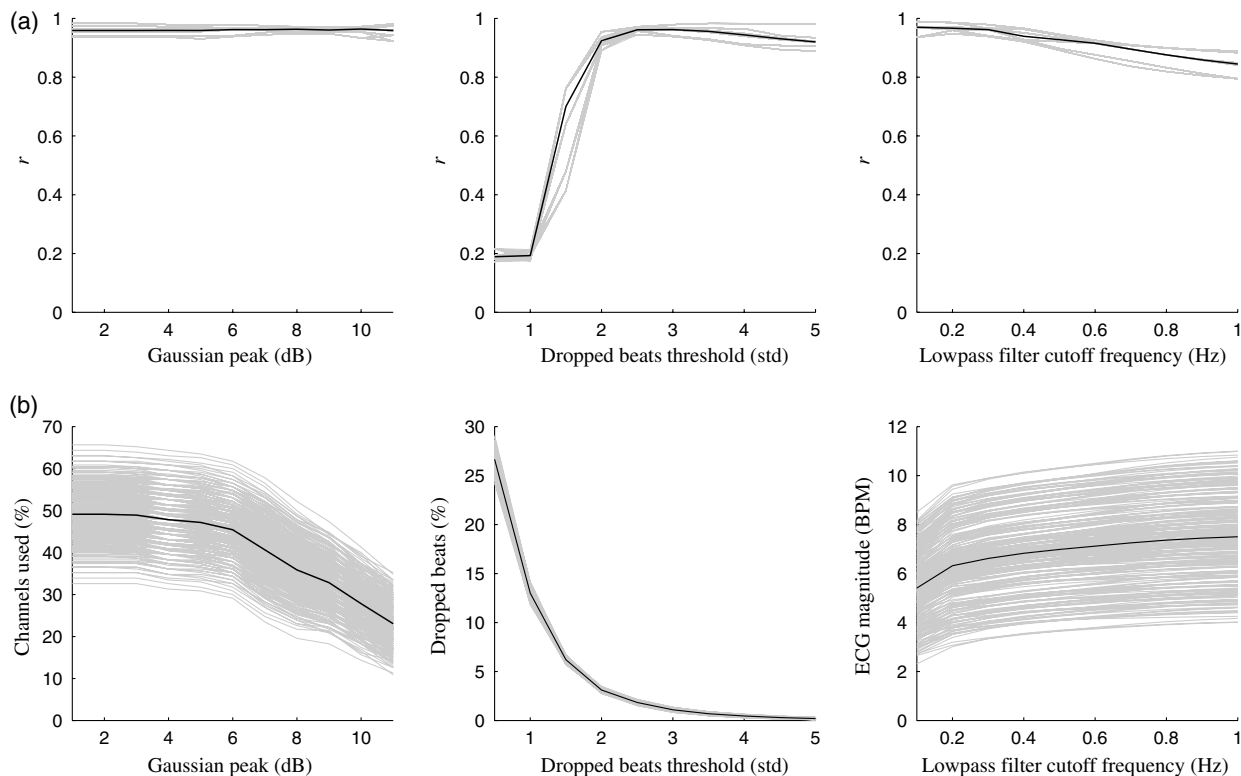 (a)
1
0.8
0.6
0.4
0.2
0
r
2 4 6 8 10
Gaussian peak (dB)
1
0.8
0.6
0.4
0.2
0
r
1 2 3 4 5
Dropped beats threshold (std)
1
0.8
0.6
0.4
0.2
0
r
0.2 0.4 0.6 0.8 1
Lowpass filter cutoff frequency (Hz)
(b)
70
60
50
40
30
20
10
0
Channels used (%)
2 4 6 8 10
Gaussian peak (dB)
30
25
20
15
10
5
0
Dropped beats (%)
1 2 3 4 5
Dropped beats threshold (std)
12
10
8
6
4
2
0
ECG magnitude (BPM)
0.2 0.4 0.6 0.8 1
Lowpass filter cutoff frequency (Hz)